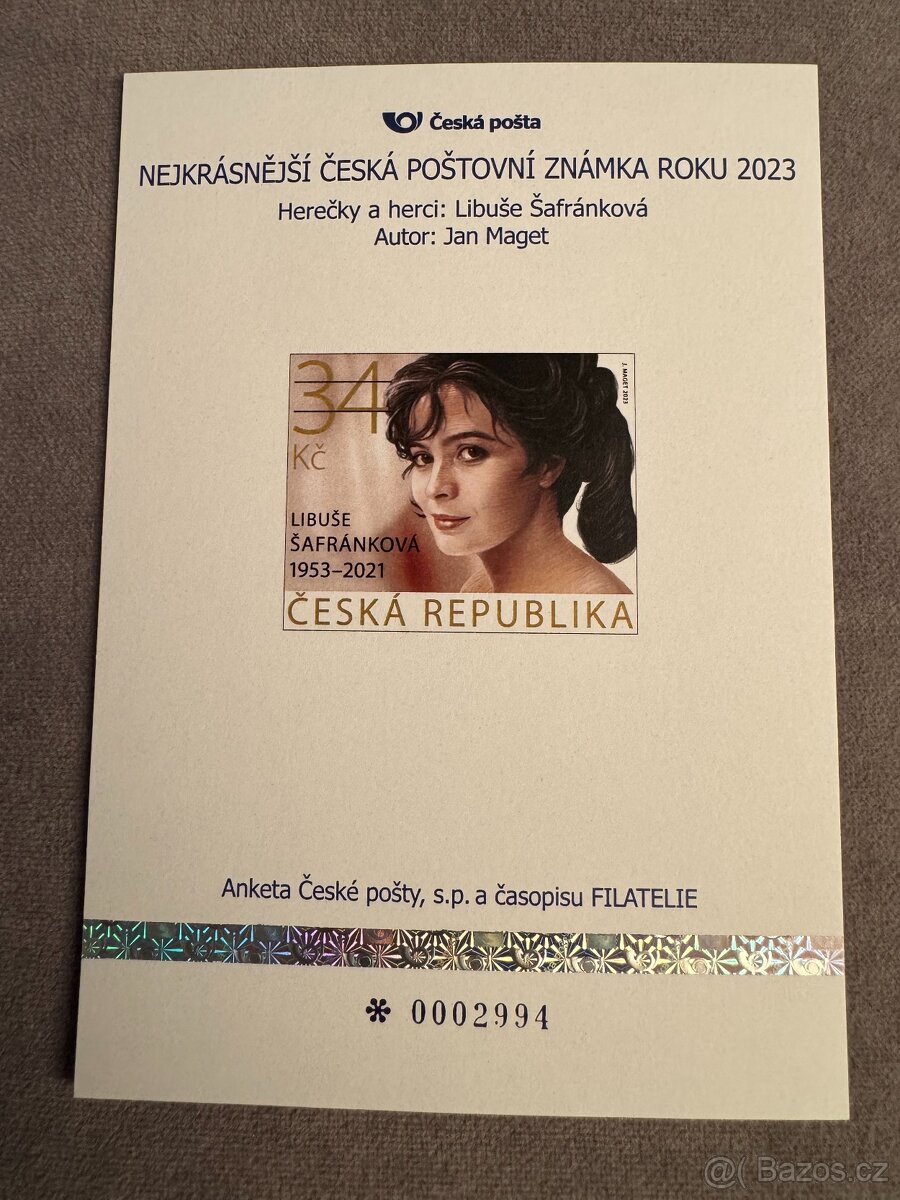 Česká pošta
NEJKRÁSNĚJŠÍ ČESKÁ POŠTOVNÍ ZNÁMKA ROKU 2023
Herečky a herci: Libuše Šafránková
Autor: Jan Maget
34
Kč
J. MAGET 2023
LIBUŠE
ŠAFRÁNKOVÁ
1953–2021
ČESKÁ REPUBLIKA
Anketa České pošty, s.p. a časopisu FILATELIE
* 0002994
@( Bazos.cz